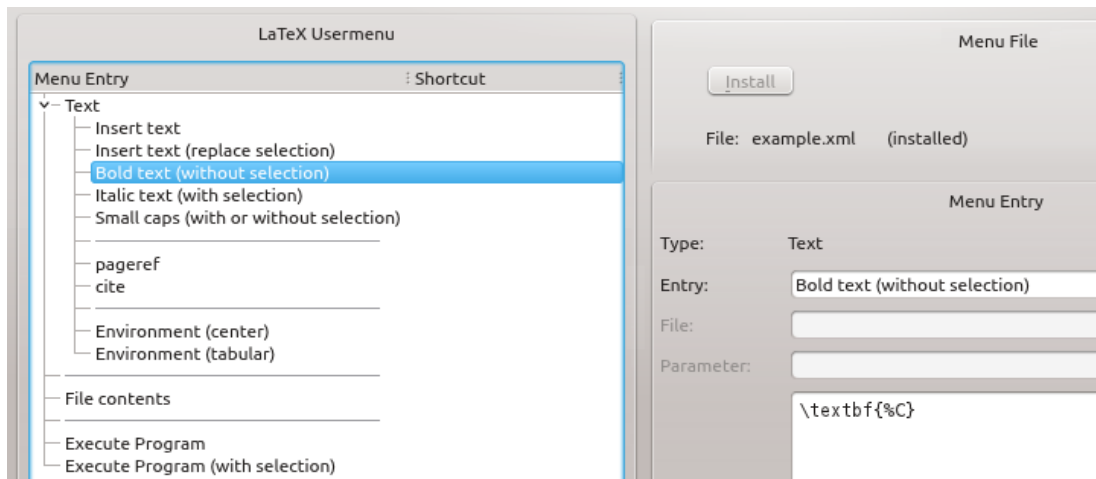 LaTeX Usermenu
Menu Entry Shortcut
Text
Insert text
Insert text (replace selection)
Bold text (without selection)
Italic text (with selection)
Small caps (with or without selection)
pageref
cite
Environment (center)
Environment (tabular)
File contents
Execute Program
Execute Program (with selection)
Menu File
Install
File: example.xml (installed)
Menu Entry
Type: Text
Entry: Bold text (without selection)
File:
Parameter:
\textbf{%C}